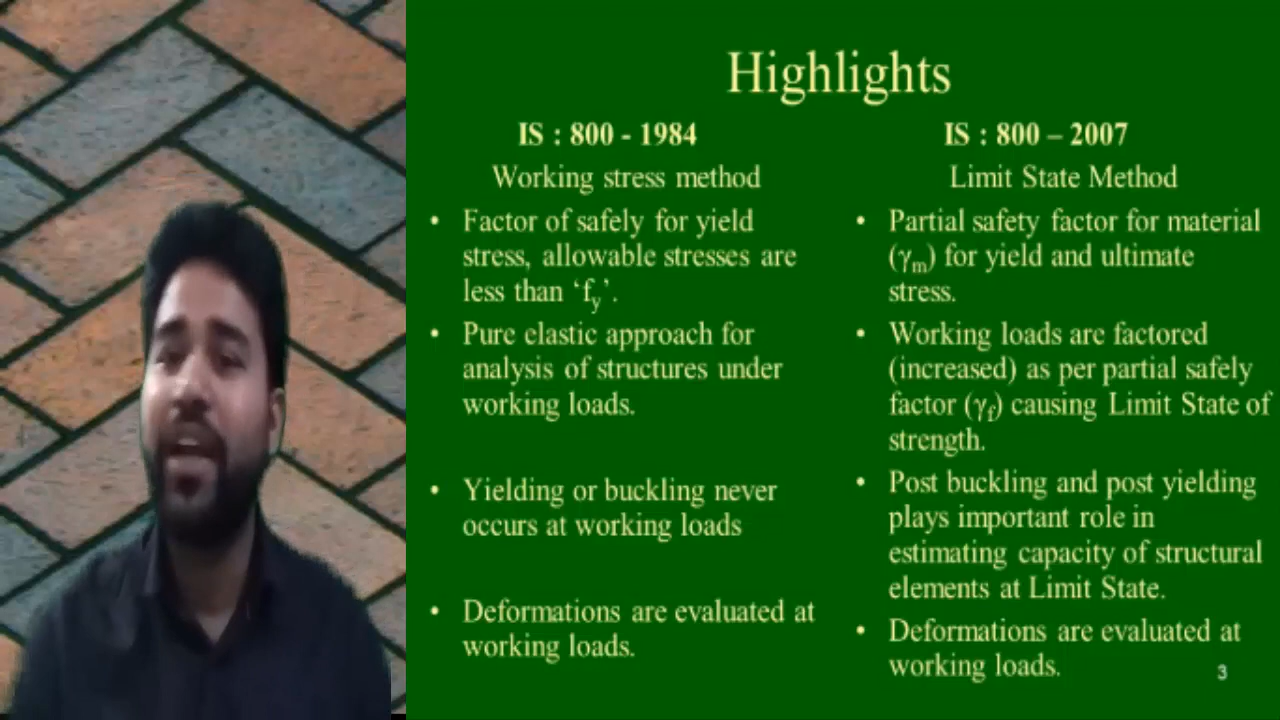 Highlights
IS : 800 - 1984
Working stress method
• Factor of safely for yield
stress, allowable stresses are
less than ‘fy’.
• Pure elastic approach for
analysis of structures under
working loads.
• Yielding or buckling never
occurs at working loads
• Deformations are evaluated at
working loads.
IS : 800 – 2007
Limit State Method
• Partial safety factor for material
(γm) for yield and ultimate
stress.
• Working loads are factored
(increased) as per partial safely
factor (γf) causing Limit State of
strength.
• Post buckling and post yielding
plays important role in
estimating capacity of structural
elements at Limit State.
• Deformations are evaluated at
working loads.
3